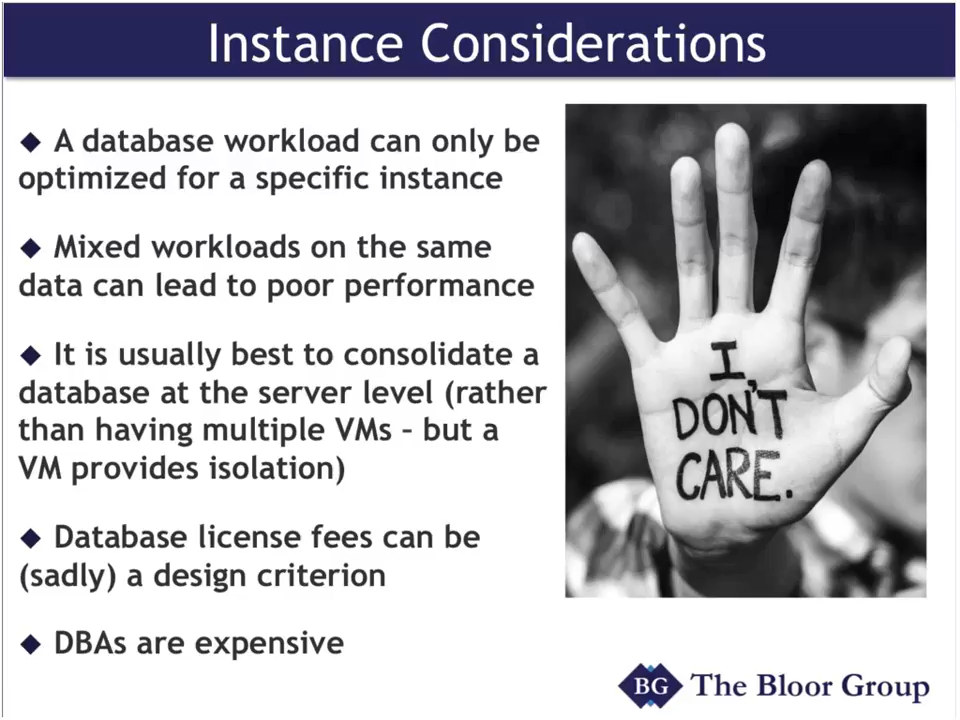 Instance Considerations
◆ A database workload can only be
optimized for a specific instance
◆ Mixed workloads on the same
data can lead to poor performance
◆ It is usually best to consolidate a
database at the server level (rather
than having multiple VMs – but a
VM provides isolation)
◆ Database license fees can be
(sadly) a design criterion
◆ DBAs are expensive
I
DON'T
CARE.
BG The Bloor Group